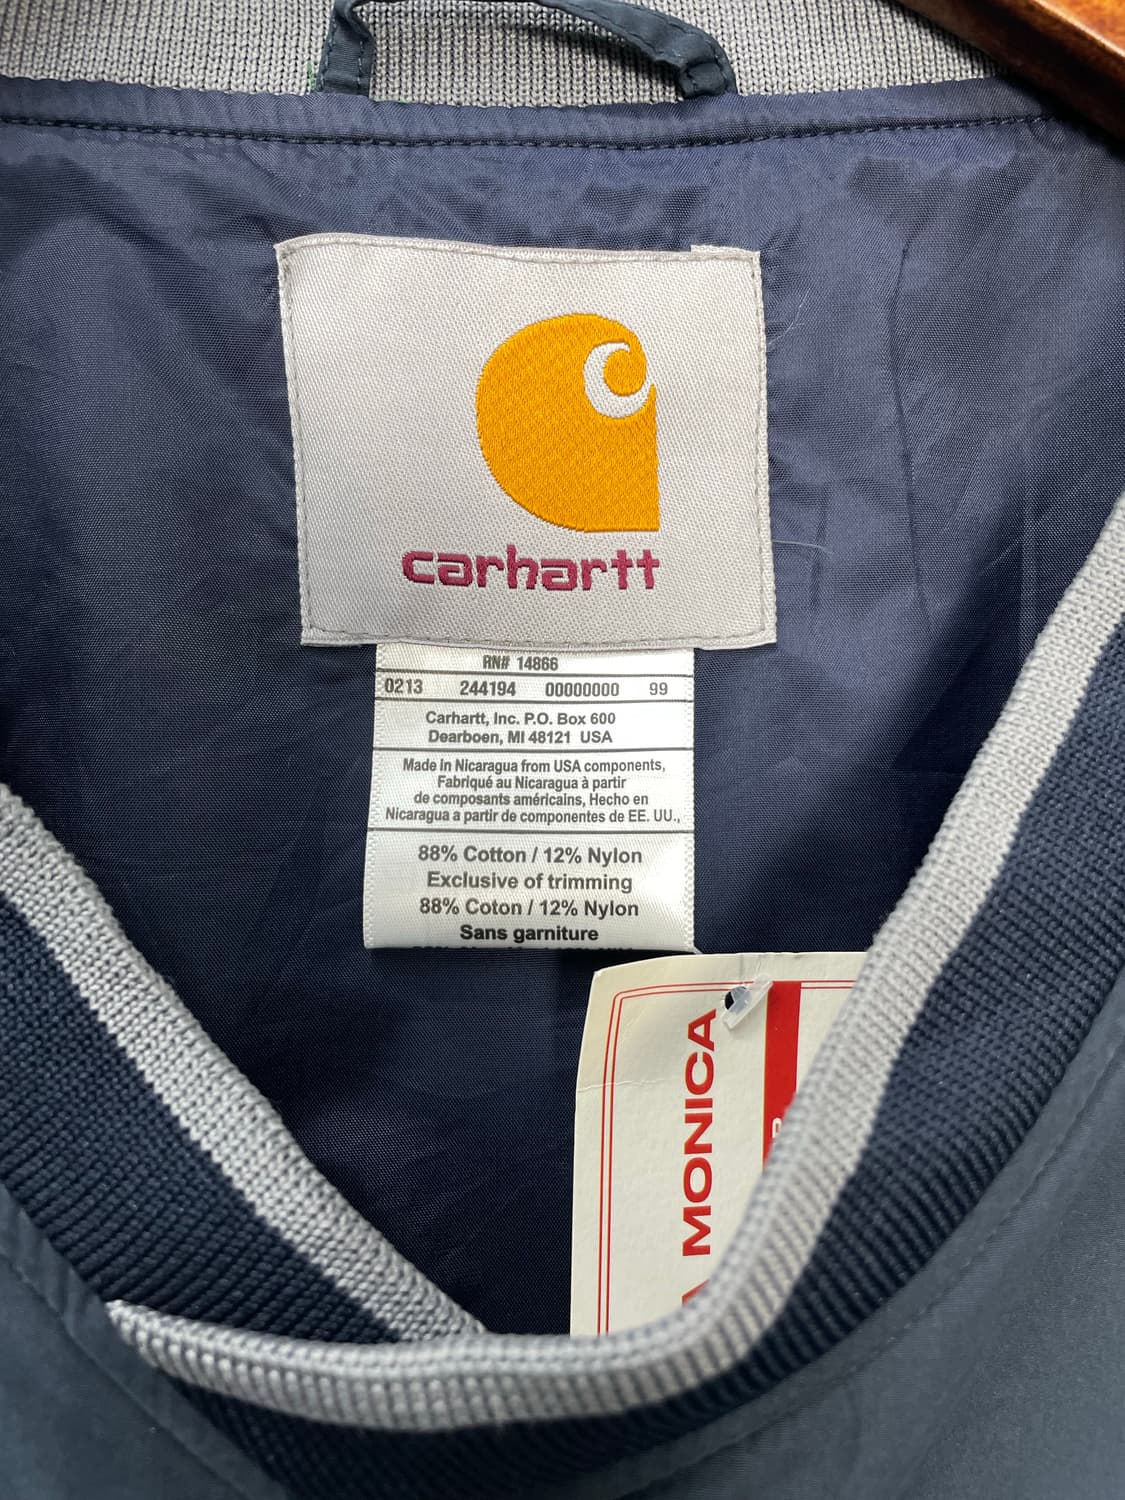 carhartt
RN# 14866
0213 244194 00000000 99
Carhartt, Inc. P.O. Box 600
Dearboen, MI 48121 USA
Made in Nicaragua from USA components,
Fabriqué au Nicaragua à partir
de composants américains, Hecho en
Nicaragua a partir de componentes de EE. UU.,
88% Cotton / 12% Nylon
Exclusive of trimming
88% Coton / 12% Nylon
Sans garniture
MONICA